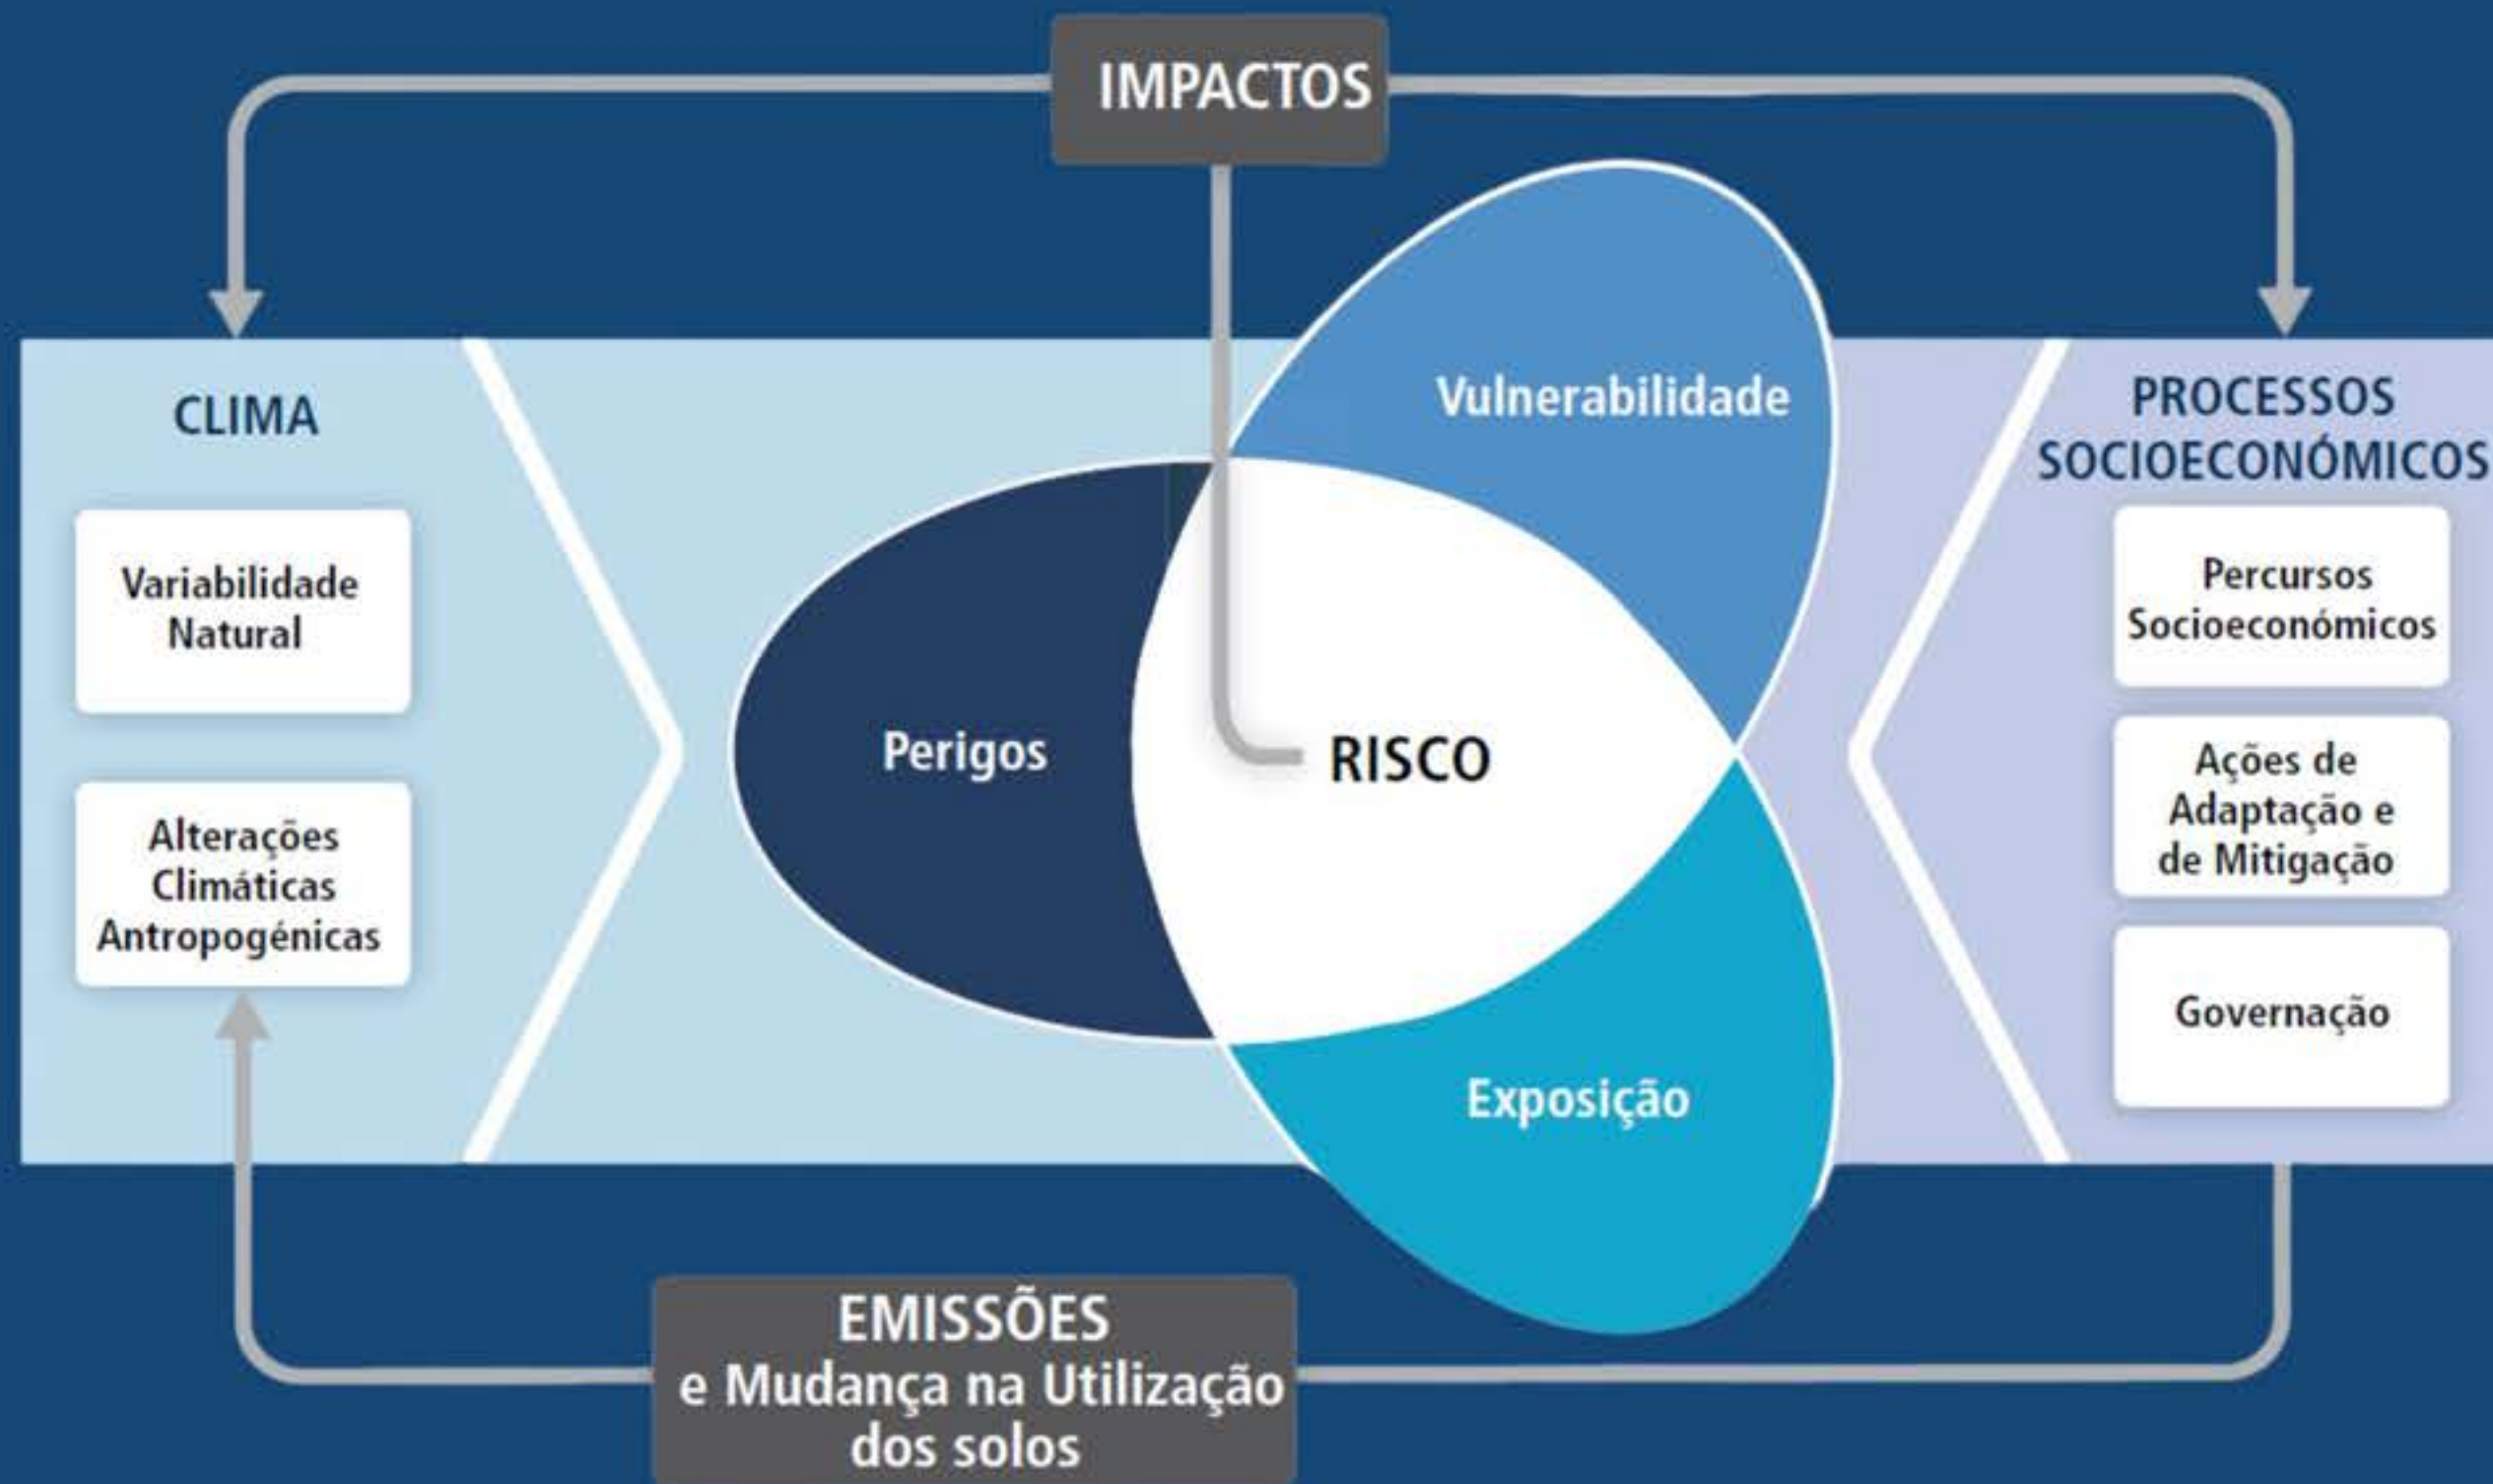 IMPACTOS
CLIMA
Variabilidade
Natural
Alterações
Climáticas
Antropogénicas
Vulnerabilidade
Perigos
RISCO
Exposição
PROCESSOS
SOCIOECONÓMICOS
Percursos
Socioeconómicos
Ações de
Adaptação e
de Mitigação
Governação
EMISSÕES
e Mudança na Utilização
dos solos